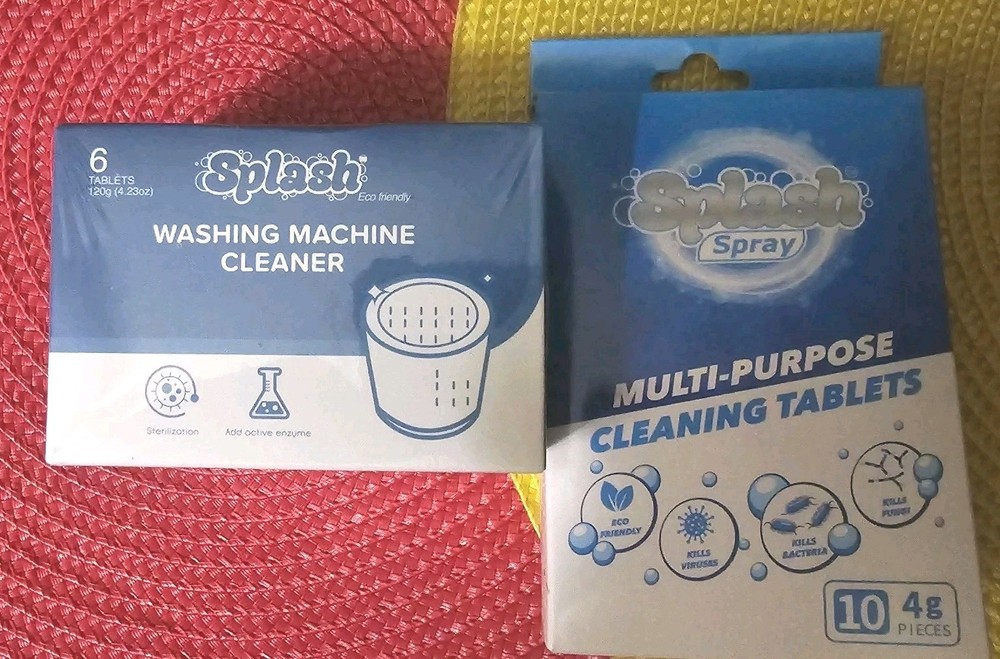 6
TABLETS
120g (4.23oz)
Splash™
Eco friendly
WASHING MACHINE
CLEANER
Sterilization
Add active enzyme
Splash
Spray
MULTI-PURPOSE
CLEANING TABLETS
ECO
FRIENDLY
KILLS
VIRUSES
KILLS
BACTERIA
KILLS
FUNGI
10 4g
PIECES